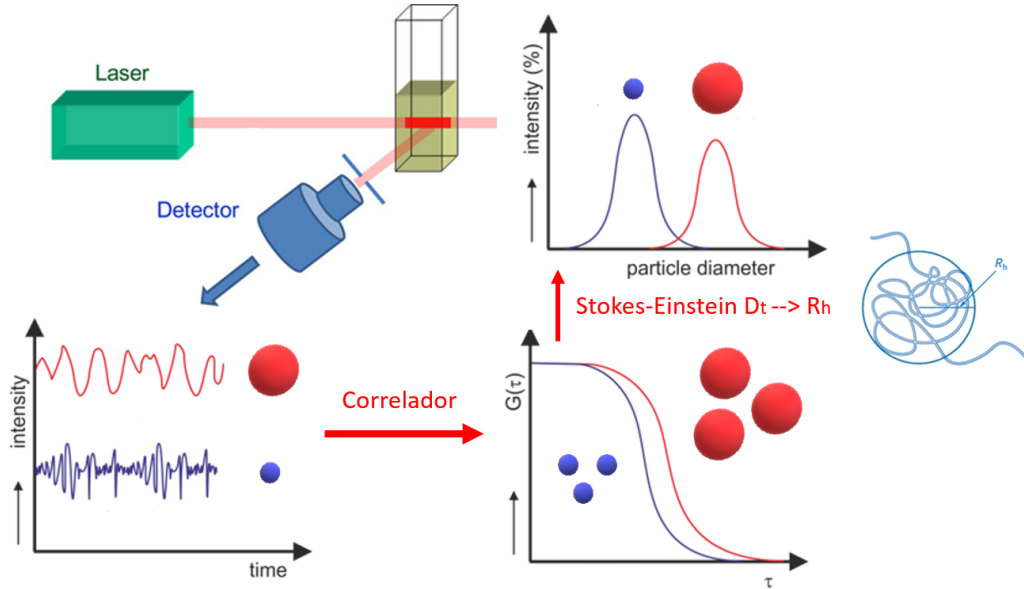 Laser
Detector
intensity (%)
particle diameter
Stokes-Einstein Dt --> Rh
Rh
intensity
time
Correlador
G(τ)
τ